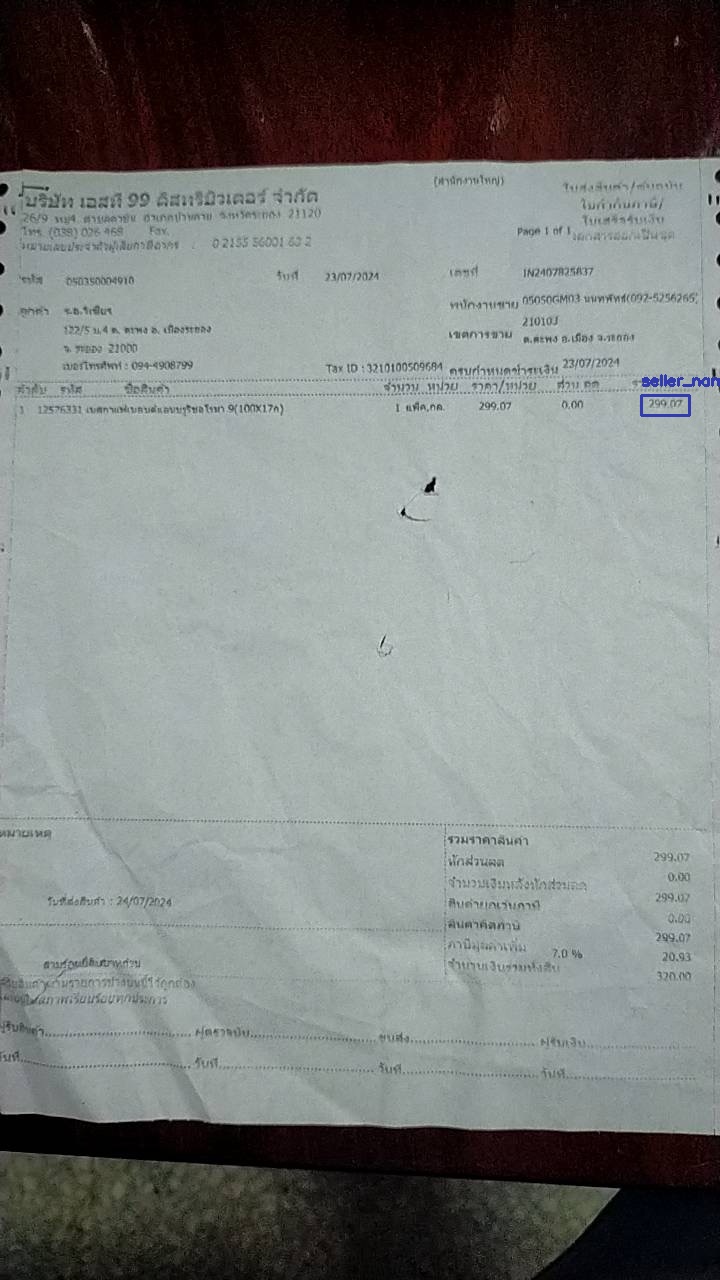 (สำนักงานใหญ่)
บริษัท เอสที 99 ดิสทริบิวเตอร์ จำกัด
ใบส่งสินค้า/ต้นฉบับ
26/9 หมู่4 ตำบลตาขัน อำเภอบ้านค่าย จังหวัดระยอง 21120
ใบกำกับภาษี/
ใบเสร็จรับเงิน
โทร. (038) 026 468 Fax.
Page 1 of 1 เอกสารออกเป็นชุด
หมายเลขประจำตัวผู้เสียภาษีอากร :
รหัส 050350004910 วันที่ 23/07/2024 เลขที่ IN2407825837
ลูกค้า ร.อ.วิเชียร พนักงานขาย 05050GM03
122/5 ม.4 ต. ตะพง อ. เมืองระยอง 21010J
เขตการขาย ต.ตะพง อ.เมือง จ.ระยอง
จ. ระยอง 21000
เบอร์โทรศัพท์ : 094-4908799 Tax ID : 3210100509684 ครบกำหนดชำระเงิน 23/07/2024
ลำดับ รหัส ชื่อสินค้า จำนวน หน่วย ราคา/หน่วย ส่วนลด seller_nam
1 12576331 เนสกาแฟเบลนด์แอนบรูริชอโรมา 9(100X17ก) 1 แพ็ค,กล. 299.07 0.00 299.07
หมายเหตุ
รวมราคาสินค้า 299.07
หักส่วนลด 0.00
จำนวนเงินหลังหักส่วนลด 299.07
วันที่ส่งสินค้า : 24/07/2024
สินค้ายกเว้นภาษี 0.00
สินค้าคิดภาษี 299.07
ภาษีมูลค่าเพิ่ม 7.0 % 20.93
จำนวนเงินรวมทั้งสิ้น 320.00
สามร้อยยี่สิบบาทถ้วน
ได้รับสินค้าตามรายการข้างบนนี้ไว้ถูกต้อง
และอยู่ในสภาพเรียบร้อยทุกประการ
ผู้รับสินค้า ผู้ตรวจนับ ขนส่ง ผู้รับเงิน
วันที่ วันที่ วันที่ วันที่